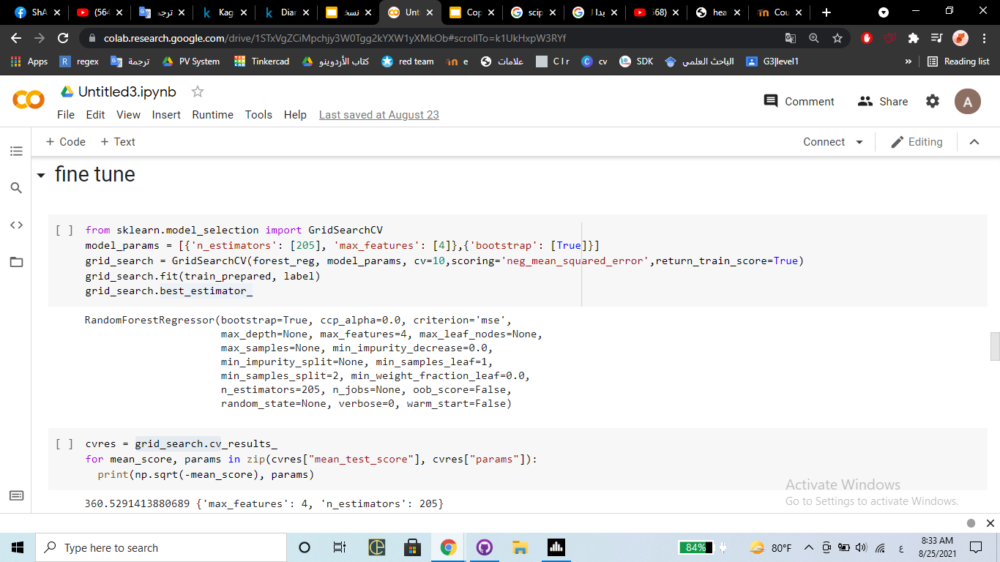 ShA
(564
ترجد
Kag
Diar
نسخ
Unt
Cop
scip
بدا ل
568)
hea
Cou
colab.research.google.com/drive/1STxVgZCiMpchjy3W0Tgg2kYXW1yXMkOb#scrollTo=k1UkHxpW3RYf
Apps
regex
ترجمة
PV System
Tinkercad
كتاب الأردوينو
red team
e
علامات
C l r
cv
SDK
الباحث العلمي
G3|level1
»
Reading list
Untitled3.ipynb
Comment
Share
A
File Edit View Insert Runtime Tools Help Last saved at August 23
+ Code + Text
Connect
Editing
fine tune
[ ] from sklearn.model_selection import GridSearchCV
model_params = [{'n_estimators': [205], 'max_features': [4]},{'bootstrap': [True]}]
grid_search = GridSearchCV(forest_reg, model_params, cv=10,scoring='neg_mean_squared_error',return_train_score=True)
grid_search.fit(train_prepared, label)
grid_search.best_estimator_
RandomForestRegressor(bootstrap=True, ccp_alpha=0.0, criterion='mse',
max_depth=None, max_features=4, max_leaf_nodes=None,
max_samples=None, min_impurity_decrease=0.0,
min_impurity_split=None, min_samples_leaf=1,
min_samples_split=2, min_weight_fraction_leaf=0.0,
n_estimators=205, n_jobs=None, oob_score=False,
random_state=None, verbose=0, warm_start=False)
[ ] cvres = grid_search.cv_results_
for mean_score, params in zip(cvres["mean_test_score"], cvres["params"]):
print(np.sqrt(-mean_score), params)
360.5291413880689 {'max_features': 4, 'n_estimators': 205}
Activate Windows
Go to Settings to activate Windows.
Type here to search
84%
80°F
ع
8:33 AM
8/25/2021